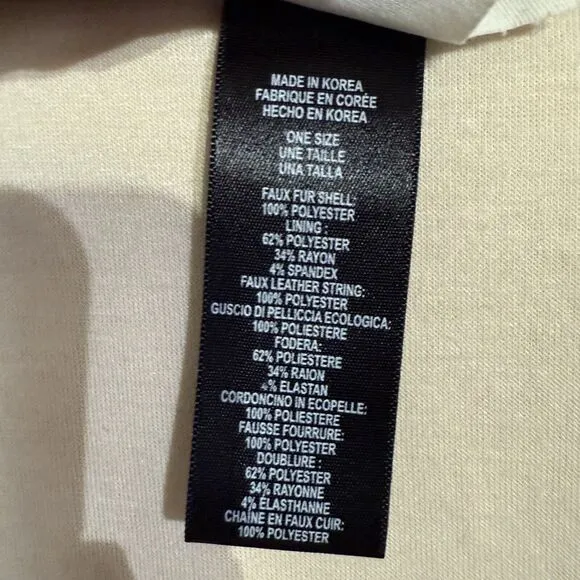 MADE IN KOREA
FABRIQUE EN CORÉE
HECHO EN KOREA
ONE SIZE
UNE TAILLE
UNA TALLA
FAUX FUR SHELL:
100% POLYESTER
LINING :
62% POLYESTER
34% RAYON
4% SPANDEX
FAUX LEATHER STRING:
100% POLYESTER
GUSCIO DI PELLICCIA ECOLOGICA:
100% POLIESTERE
FODERA:
62% POLIESTERE
34% RAION
4% ELASTAN
CORDONCINO IN ECOPELLE:
100% POLIESTERE
FAUSSE FOURRURE:
100% POLYESTER
DOUBLURE :
62% POLYESTER
34% RAYONNE
4% ÉLASTHANNE
CHAÎNE EN FAUX CUIR:
100% POLYESTER